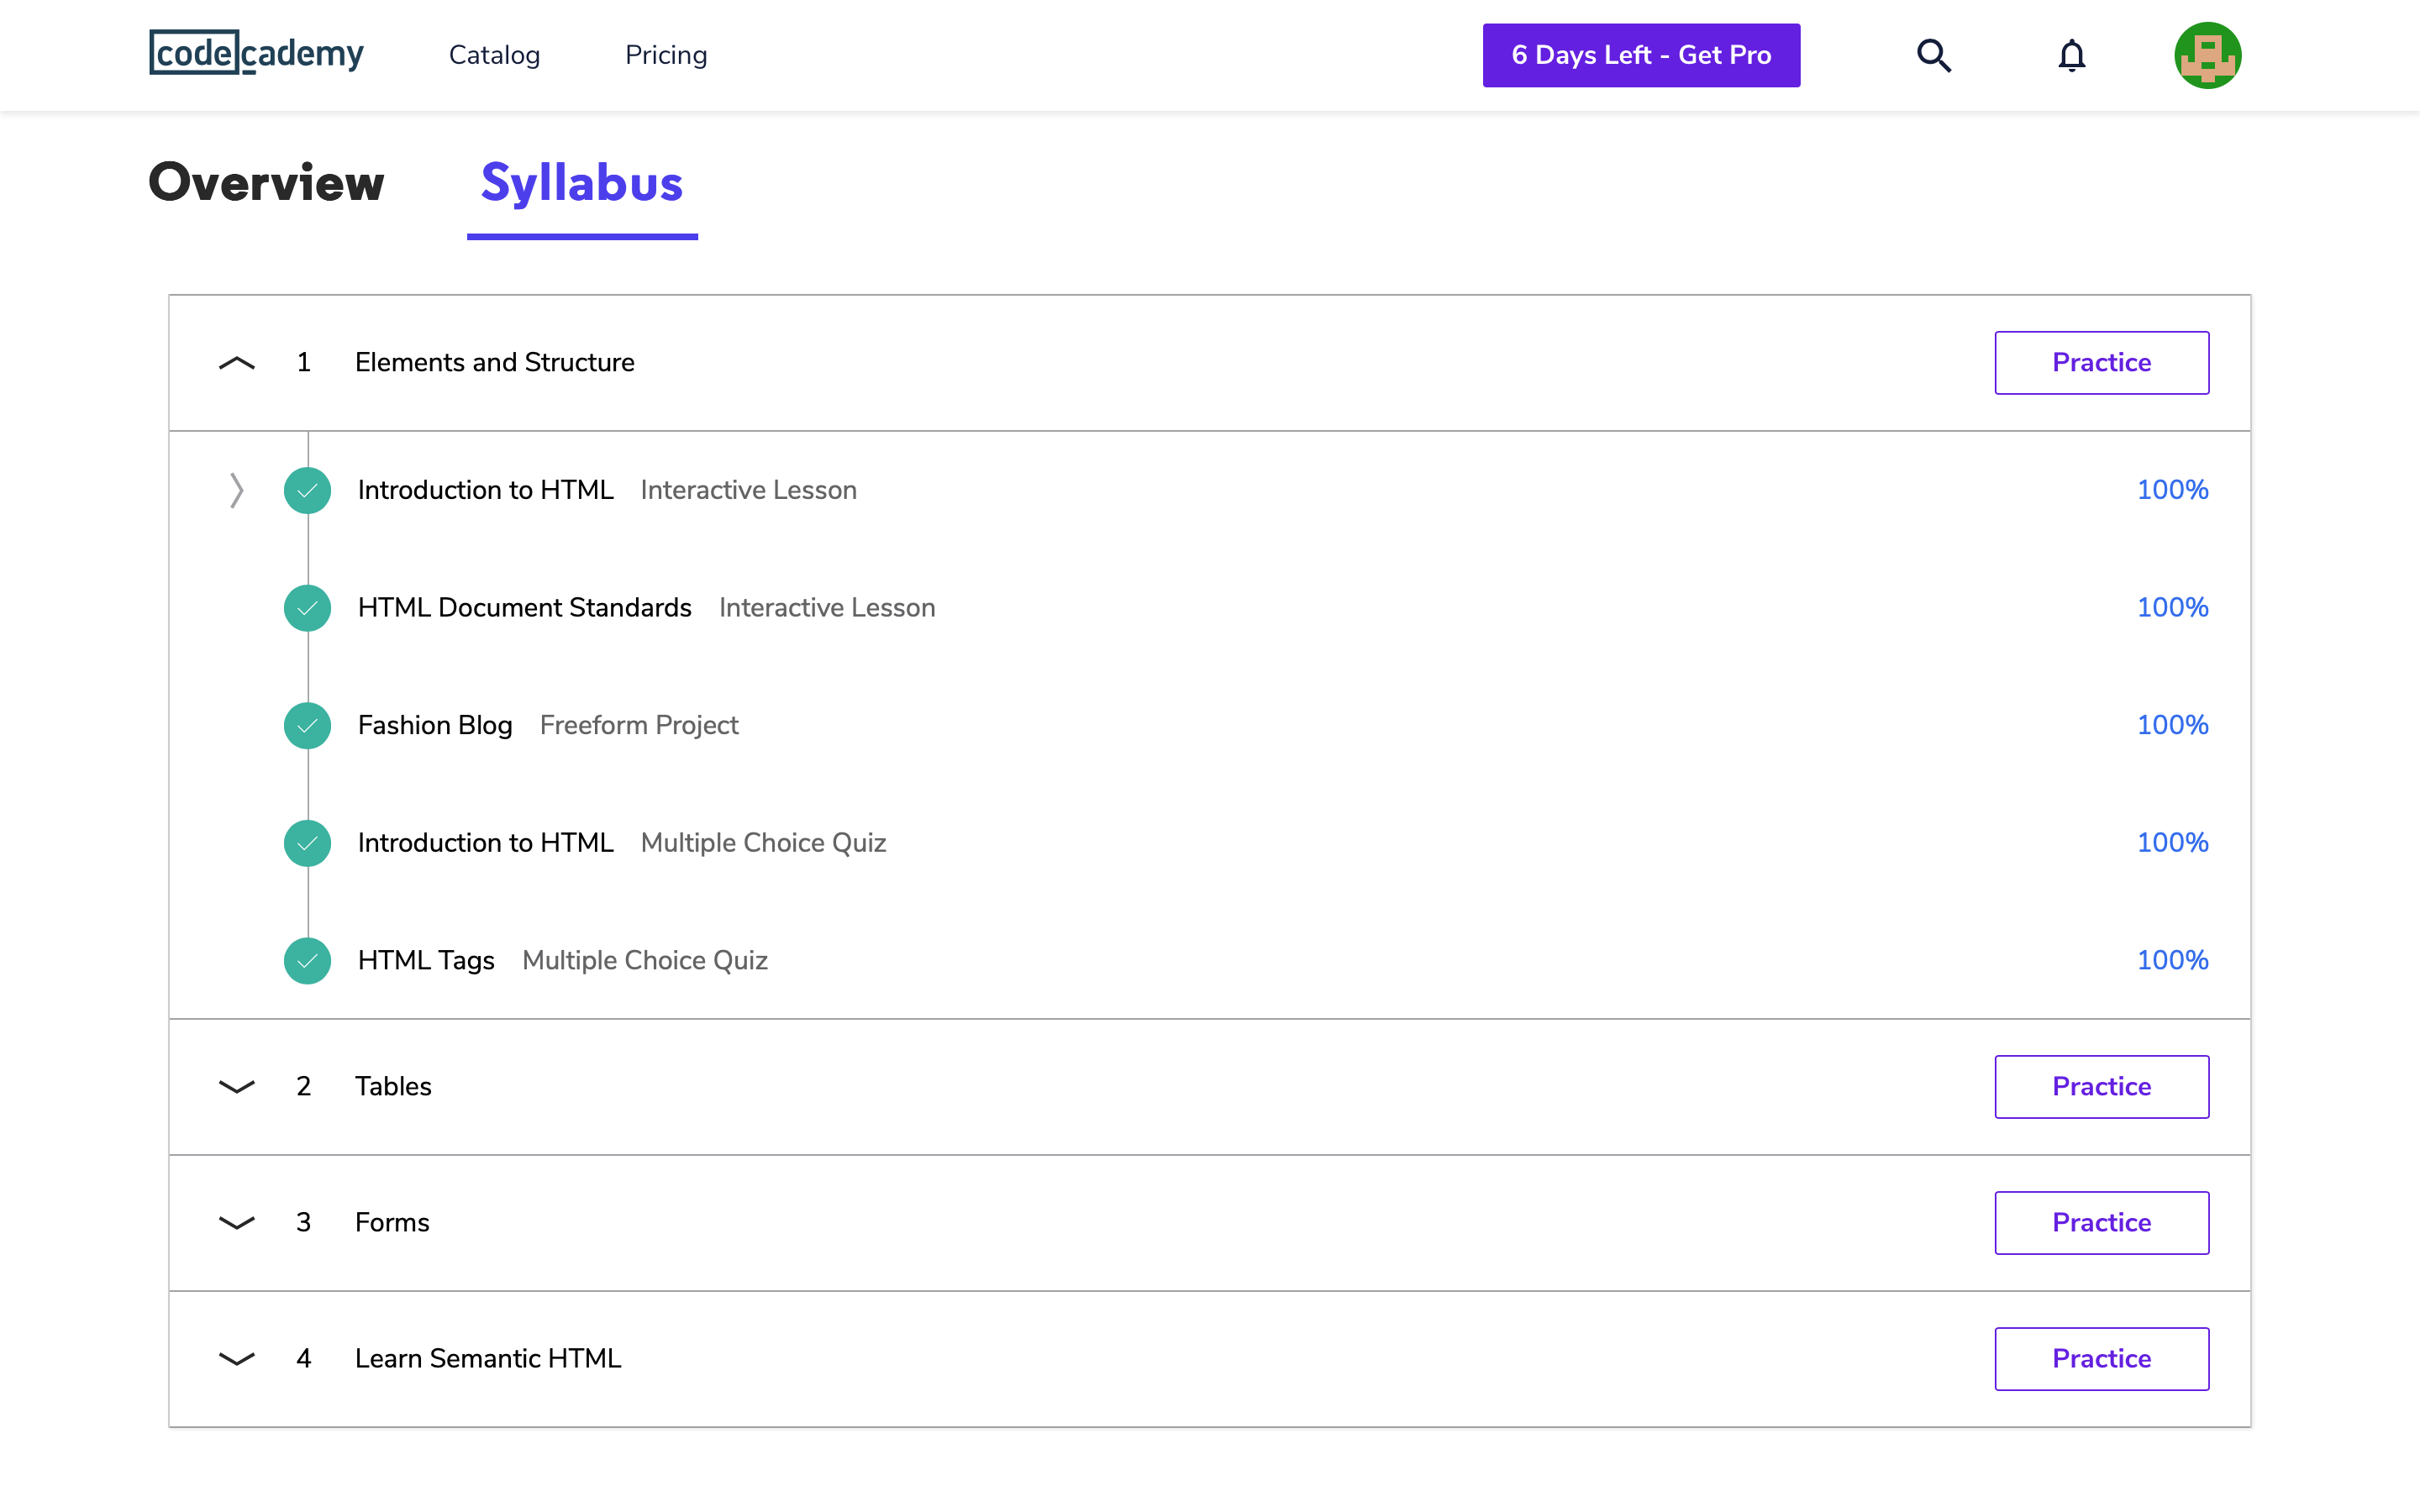 codecademy Catalog Pricing 6 Days Left - Get Pro
Overview Syllabus
1 Elements and Structure Practice
Introduction to HTML Interactive Lesson 100%
HTML Document Standards Interactive Lesson 100%
Fashion Blog Freeform Project 100%
Introduction to HTML Multiple Choice Quiz 100%
HTML Tags Multiple Choice Quiz 100%
2 Tables Practice
3 Forms Practice
4 Learn Semantic HTML Practice